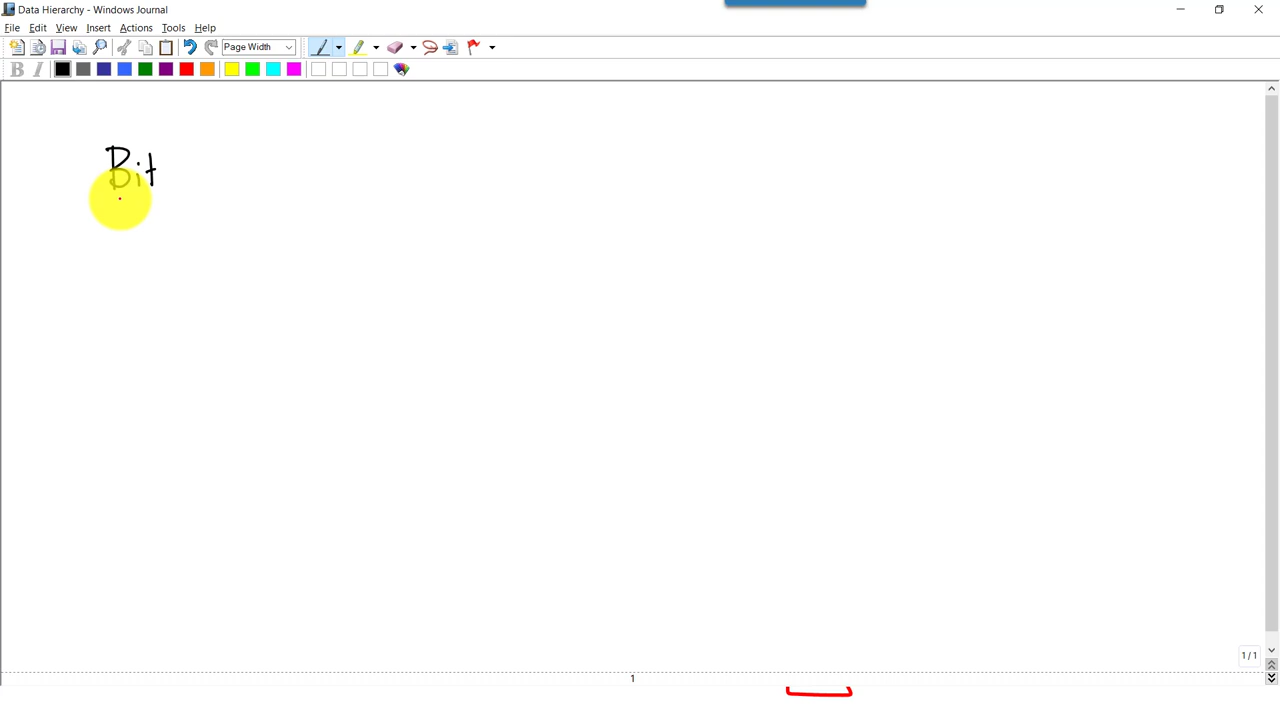 Data Hierarchy - Windows Journal
File Edit View Insert Actions Tools Help
Page Width
B I
Bit
1 / 1
1